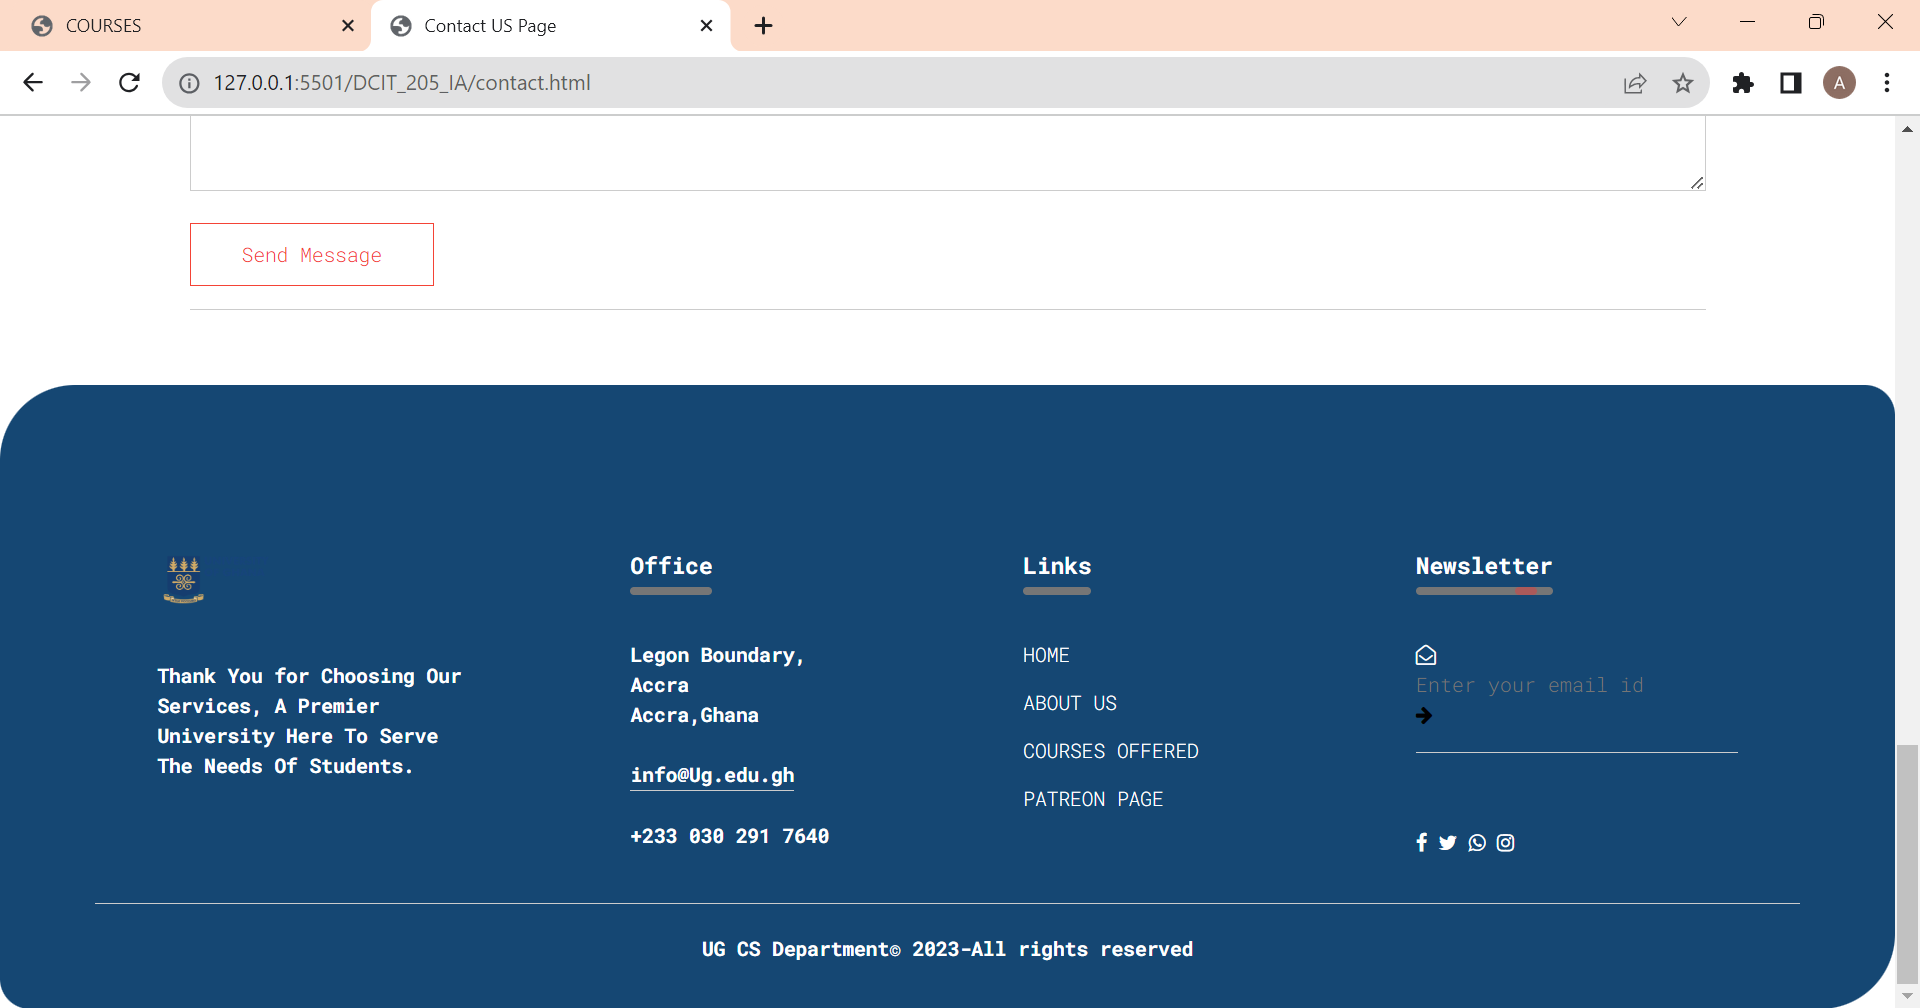 COURSES
Contact US Page
127.0.0.1:5501/DCIT_205_IA/contact.html
A
Send Message
Thank You for Choosing Our
Services, A Premier
University Here To Serve
The Needs Of Students.
Office
Legon Boundary,
Accra
Accra,Ghana
info@Ug.edu.gh
+233 030 291 7640
Links
HOME
ABOUT US
COURSES OFFERED
PATREON PAGE
Newsletter
Enter your email id
UG CS Department© 2023-All rights reserved